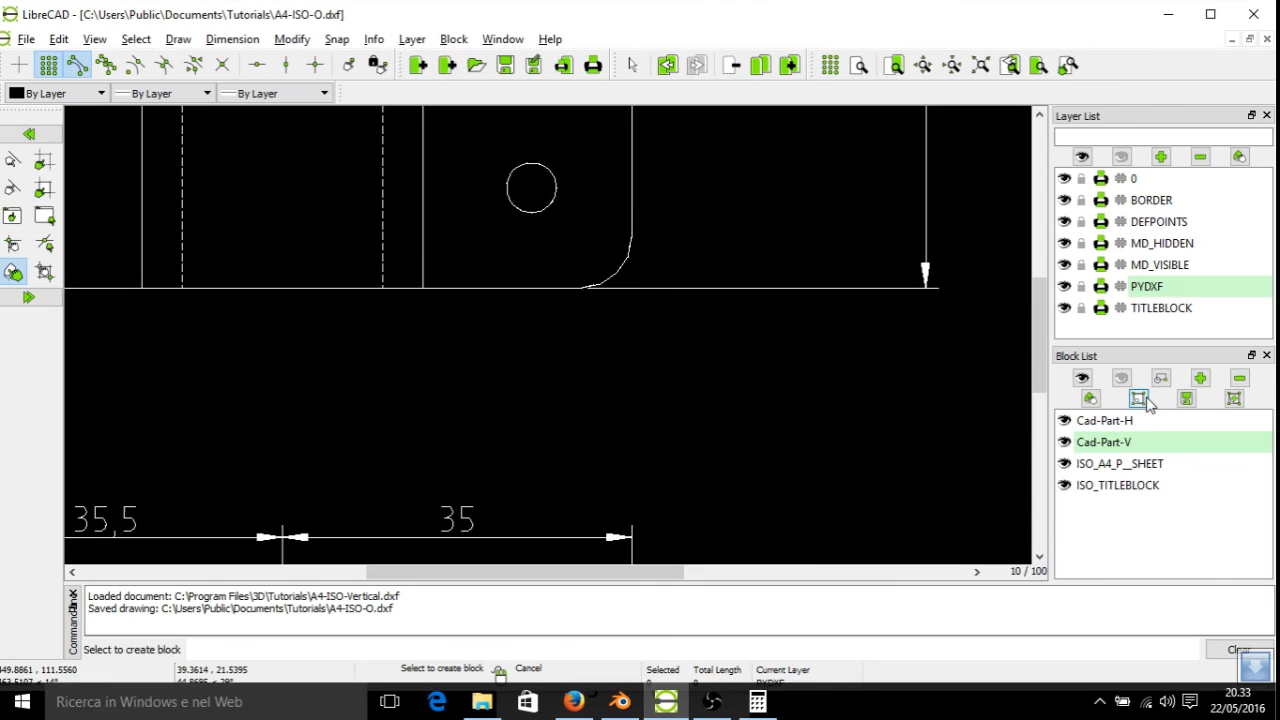 LibreCAD - [C:\Users\Public\Documents\Tutorials\A4-ISO-O.dxf]
File Edit View Select Draw Dimension Modify Snap Info Layer Block Window Help
By Layer By Layer By Layer
Layer List
0
BORDER
DEFPOINTS
MD_HIDDEN
MD_VISIBLE
PYDXF
TITLEBLOCK
Block List
Cad-Part-H
Cad-Part-V
ISO_A4_P__SHEET
ISO_TITLEBLOCK
35,5 35
10 / 100
Loaded document: C:\Program Files\3D\Tutorials\A4-ISO-Vertical.dxf
Saved drawing: C:\Users\Public\Documents\Tutorials\A4-ISO-O.dxf
Select to create block
49.8861 , 111.5560 39.3614 , 21.5395 Select to create block Cancel Selected Total Length Current Layer
Ricerca in Windows e nel Web
20.33
22/05/2016